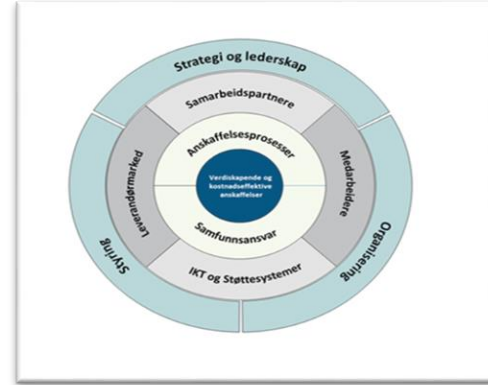 Strategi og lederskap
Samarbeidspartnere
Anskaffelsesprosesser
Leverandørmarked
Verdiskapende og
kostnadseffektive
anskaffelser
Medarbeidere
Samfunnsansvar
Styring
IKT og Støttesystemer
Organisering